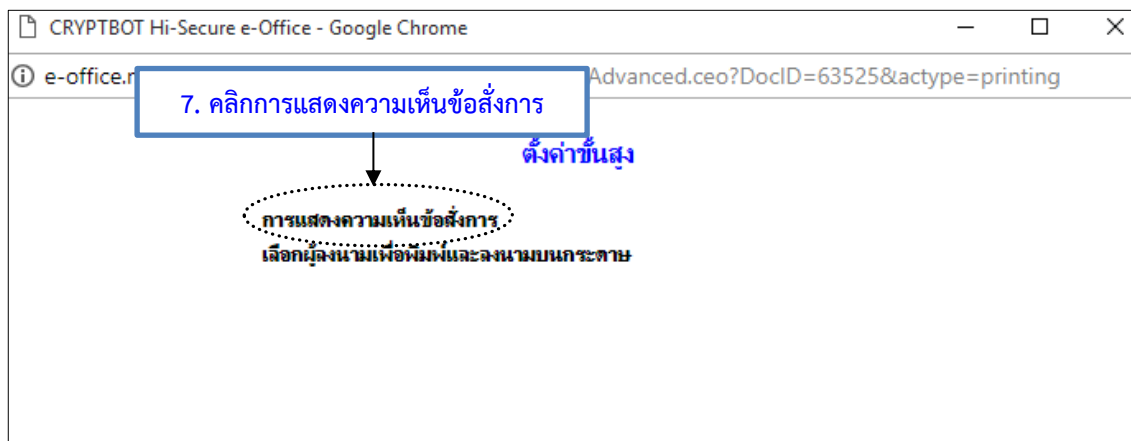 CRYPTBOT Hi-Secure e-Office - Google Chrome
e-office.r Advanced.ceo?DocID=63525&actype=printing
7. คลิกการแสดงความเห็นข้อสั่งการ
ตั้งค่าขั้นสูง
การแสดงความเห็นข้อสั่งการ
เลือกผู้ลงนามเพื่อพิมพ์และลงนามบนกระดาษ